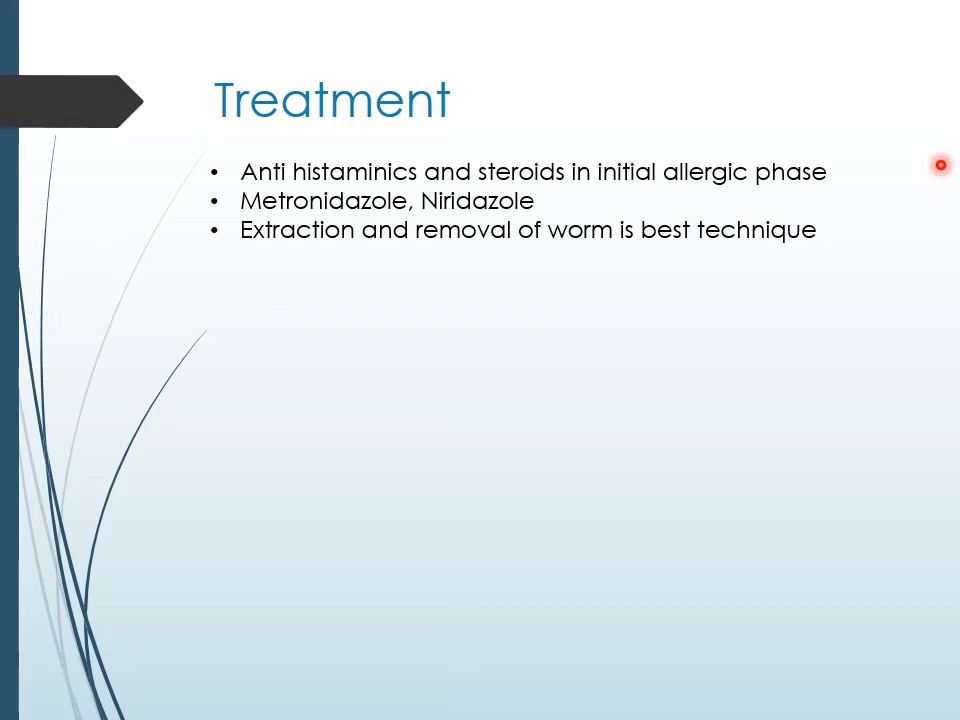 Treatment
• Anti histaminics and steroids in initial allergic phase
• Metronidazole, Niridazole
• Extraction and removal of worm is best technique